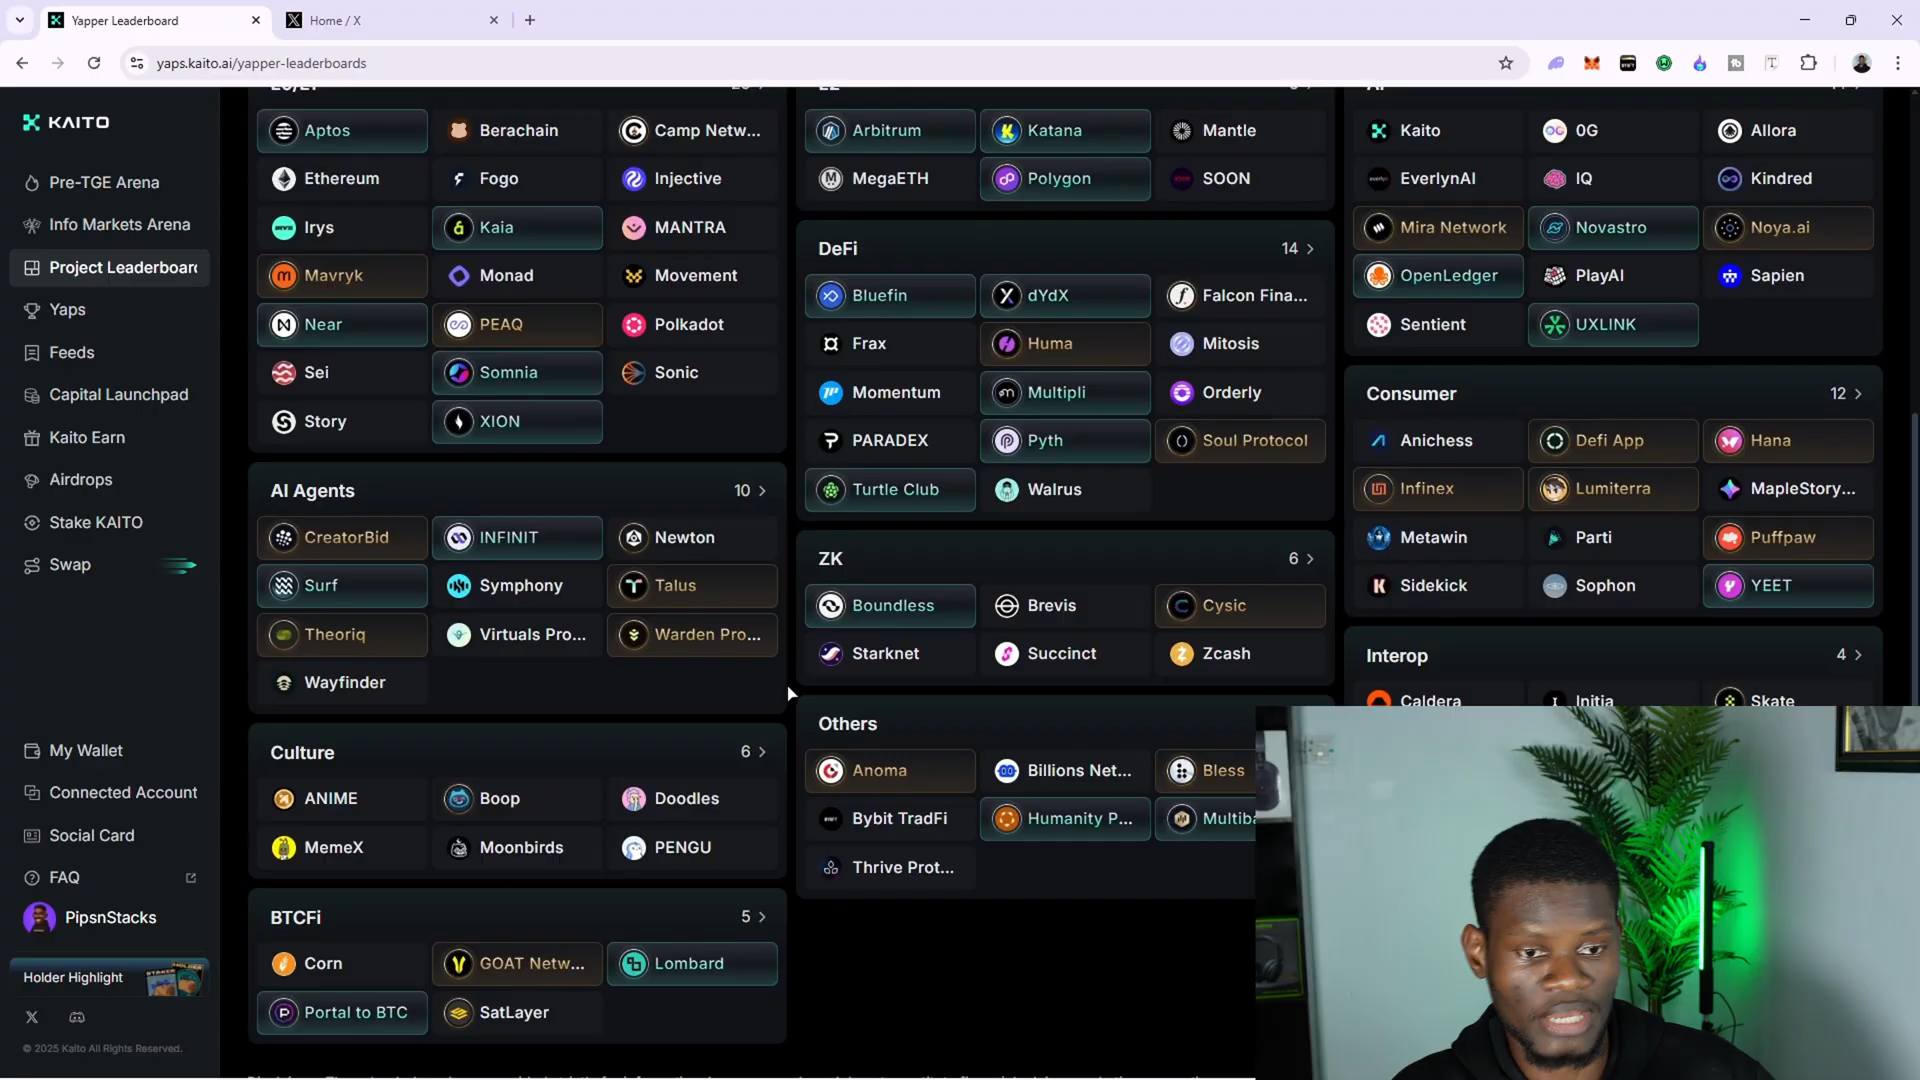 Yapper Leaderboard
Home / X
yaps.kaito.ai/yapper-leaderboards
KAITO
Pre-TGE Arena
Info Markets Arena
Project Leaderboar
Yaps
Feeds
Capital Launchpad
Kaito Earn
Airdrops
Stake KAITO
Swap
My Wallet
Connected Account
Social Card
FAQ
PipsnStacks
Holder Highlight
© 2025 Kaito All Rights Reserved.
Aptos Berachain Camp Netw...
Ethereum Fogo Injective
Irys Kaia MANTRA
Mavryk Monad Movement
Near PEAQ Polkadot
Sei Somnia Sonic
Story XION
AI Agents 10
CreatorBid INFINIT Newton
Surf Symphony Talus
Theoriq Virtuals Pro... Warden Pro...
Wayfinder
Culture 6
ANIME Boop Doodles
MemeX Moonbirds PENGU
BTCFi 5
Corn GOAT Netw... Lombard
Portal to BTC SatLayer
Arbitrum Katana Mantle
MegaETH Polygon SOON
DeFi 14
Bluefin dYdX Falcon Fina...
Frax Huma Mitosis
Momentum Multipli Orderly
PARADEX Pyth Soul Protocol
Turtle Club Walrus
ZK 6
Boundless Brevis Cysic
Starknet Succinct Zcash
Others
Anoma Billions Net... Bless
Bybit TradFi Humanity P... Multiba
Thrive Prot...
Kaito 0G Allora
EverlynAI IQ Kindred
Mira Network Novastro Noya.ai
OpenLedger PlayAI Sapien
Sentient UXLINK
Consumer 12
Anichess Defi App Hana
Infinex Lumiterra MapleStory...
Metawin Parti Puffpaw
Sidekick Sophon YEET
Interop 4
Caldera Initia Skate